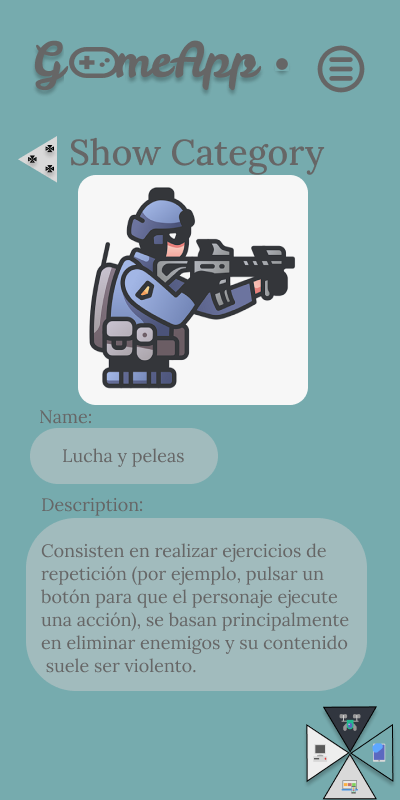 GameApp
Show Category
Name:
Lucha y peleas
Description:
Consisten en realizar ejercicios de
repetición (por ejemplo, pulsar un
botón para que el personaje ejecute
una acción), se basan principalmente
en eliminar enemigos y su contenido
suele ser violento.